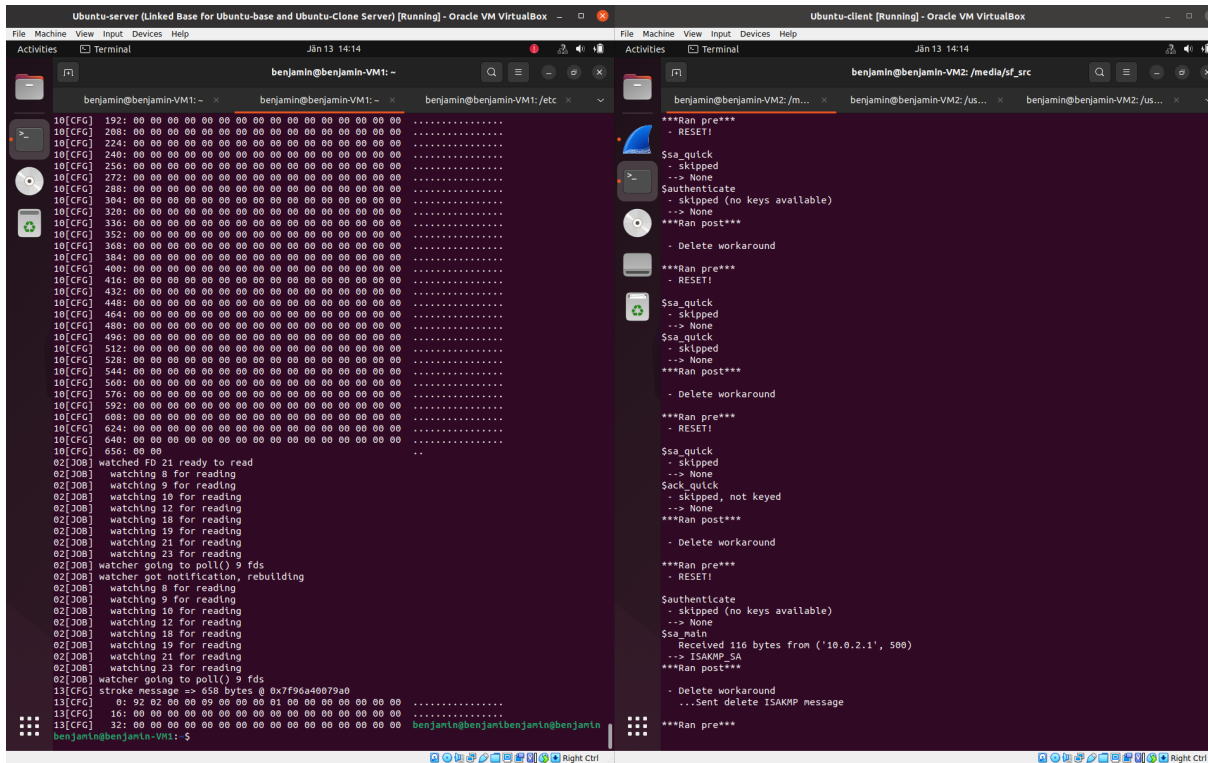 Ubuntu-server (Linked Base for Ubuntu-base and Ubuntu-Clone Server) [Running] - Oracle VM VirtualBox
File Machine View Input Devices Help
Activities Terminal Jän 13 14:14
benjamin@benjamin-VM1: ~
benjamin@benjamin-VM1: ~ benjamin@benjamin-VM1: ~ benjamin@benjamin-VM1: /etc
10[CFG] 192: 00 00 00 00 00 00 00 00 00 00 00 00 00 00 00 00 ................
10[CFG] 208: 00 00 00 00 00 00 00 00 00 00 00 00 00 00 00 00 ................
10[CFG] 224: 00 00 00 00 00 00 00 00 00 00 00 00 00 00 00 00 ................
10[CFG] 240: 00 00 00 00 00 00 00 00 00 00 00 00 00 00 00 00 ................
10[CFG] 256: 00 00 00 00 00 00 00 00 00 00 00 00 00 00 00 00 ................
10[CFG] 272: 00 00 00 00 00 00 00 00 00 00 00 00 00 00 00 00 ................
10[CFG] 288: 00 00 00 00 00 00 00 00 00 00 00 00 00 00 00 00 ................
10[CFG] 304: 00 00 00 00 00 00 00 00 00 00 00 00 00 00 00 00 ................
10[CFG] 320: 00 00 00 00 00 00 00 00 00 00 00 00 00 00 00 00 ................
10[CFG] 336: 00 00 00 00 00 00 00 00 00 00 00 00 00 00 00 00 ................
10[CFG] 352: 00 00 00 00 00 00 00 00 00 00 00 00 00 00 00 00 ................
10[CFG] 368: 00 00 00 00 00 00 00 00 00 00 00 00 00 00 00 00 ................
10[CFG] 384: 00 00 00 00 00 00 00 00 00 00 00 00 00 00 00 00 ................
10[CFG] 400: 00 00 00 00 00 00 00 00 00 00 00 00 00 00 00 00 ................
10[CFG] 416: 00 00 00 00 00 00 00 00 00 00 00 00 00 00 00 00 ................
10[CFG] 432: 00 00 00 00 00 00 00 00 00 00 00 00 00 00 00 00 ................
10[CFG] 448: 00 00 00 00 00 00 00 00 00 00 00 00 00 00 00 00 ................
10[CFG] 464: 00 00 00 00 00 00 00 00 00 00 00 00 00 00 00 00 ................
10[CFG] 480: 00 00 00 00 00 00 00 00 00 00 00 00 00 00 00 00 ................
10[CFG] 496: 00 00 00 00 00 00 00 00 00 00 00 00 00 00 00 00 ................
10[CFG] 512: 00 00 00 00 00 00 00 00 00 00 00 00 00 00 00 00 ................
10[CFG] 528: 00 00 00 00 00 00 00 00 00 00 00 00 00 00 00 00 ................
10[CFG] 544: 00 00 00 00 00 00 00 00 00 00 00 00 00 00 00 00 ................
10[CFG] 560: 00 00 00 00 00 00 00 00 00 00 00 00 00 00 00 00 ................
10[CFG] 576: 00 00 00 00 00 00 00 00 00 00 00 00 00 00 00 00 ................
10[CFG] 592: 00 00 00 00 00 00 00 00 00 00 00 00 00 00 00 00 ................
10[CFG] 608: 00 00 00 00 00 00 00 00 00 00 00 00 00 00 00 00 ................
10[CFG] 624: 00 00 00 00 00 00 00 00 00 00 00 00 00 00 00 00 ................
10[CFG] 640: 00 00 00 00 00 00 00 00 00 00 00 00 00 00 00 00 ................
10[CFG] 656: 00 00 ..
02[JOB] watched FD 21 ready to read
02[JOB] watching 8 for reading
02[JOB] watching 9 for reading
02[JOB] watching 10 for reading
02[JOB] watching 12 for reading
02[JOB] watching 18 for reading
02[JOB] watching 19 for reading
02[JOB] watching 21 for reading
02[JOB] watching 23 for reading
02[JOB] watcher going to poll() 9 fds
02[JOB] watcher got notification, rebuilding
02[JOB] watching 8 for reading
02[JOB] watching 9 for reading
02[JOB] watching 10 for reading
02[JOB] watching 12 for reading
02[JOB] watching 18 for reading
02[JOB] watching 19 for reading
02[JOB] watching 21 for reading
02[JOB] watching 23 for reading
02[JOB] watcher going to poll() 9 fds
13[CFG] stroke message => 658 bytes @ 0x7f96a40079a0
13[CFG] 0: 92 02 00 00 09 00 00 00 01 00 00 00 00 00 00 00 ................
13[CFG] 16: 00 00 00 00 00 00 00 00 00 00 00 00 00 00 00 00 ................
13[CFG] 32: 00 00 00 00 00 00 00 00 00 00 00 00 00 00 00 00 benjamin@benjamibenjamin@benjamin
benjamin@benjamin-VM1:~$
Right Ctrl
Ubuntu-client [Running] - Oracle VM VirtualBox
File Machine View Input Devices Help
Activities Terminal Jän 13 14:14
benjamin@benjamin-VM2: /media/sf_src
benjamin@benjamin-VM2: /m... benjamin@benjamin-VM2: /us... benjamin@benjamin-VM2: /us...
***Ran pre***
- RESET!
$sa_quick
- skipped
--> None
$authenticate
- skipped (no keys available)
--> None
***Ran post***
- Delete workaround
***Ran pre***
- RESET!
$sa_quick
- skipped
--> None
$sa_quick
- skipped
--> None
***Ran post***
- Delete workaround
***Ran pre***
- RESET!
$sa_quick
- skipped
--> None
$ack_quick
- skipped, not keyed
--> None
***Ran post***
- Delete workaround
***Ran pre***
- RESET!
$authenticate
- skipped (no keys available)
--> None
$sa_main
Received 116 bytes from ('10.0.2.1', 500)
--> ISAKMP_SA
***Ran post***
- Delete workaround
...Sent delete ISAKMP message
***Ran pre***
Right Ctrl